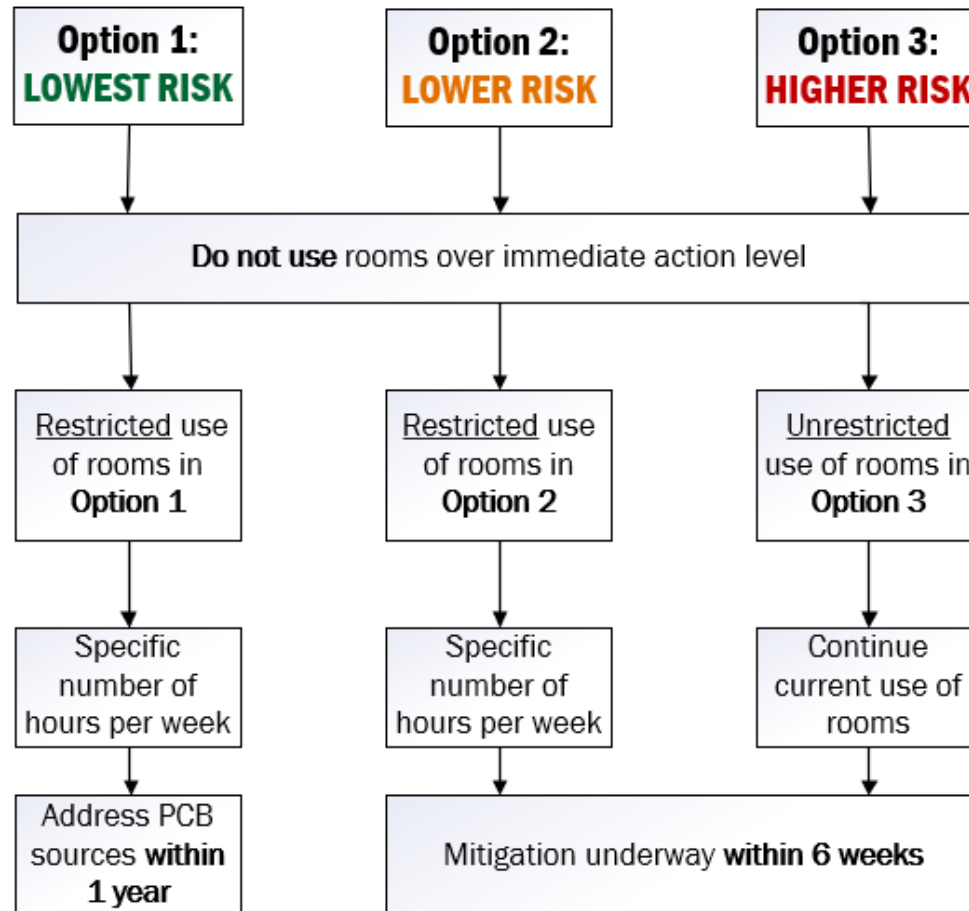 Option 1:
LOWEST RISK
Option 2:
LOWER RISK
Option 3:
HIGHER RISK
Do not use rooms over immediate action level
Restricted use
of rooms in
Option 1
Restricted use
of rooms in
Option 2
Unrestricted
use of rooms in
Option 3
Specific
number of
hours per week
Specific
number of
hours per week
Continue
current use of
rooms
Address PCB
sources within
1 year
Mitigation underway within 6 weeks